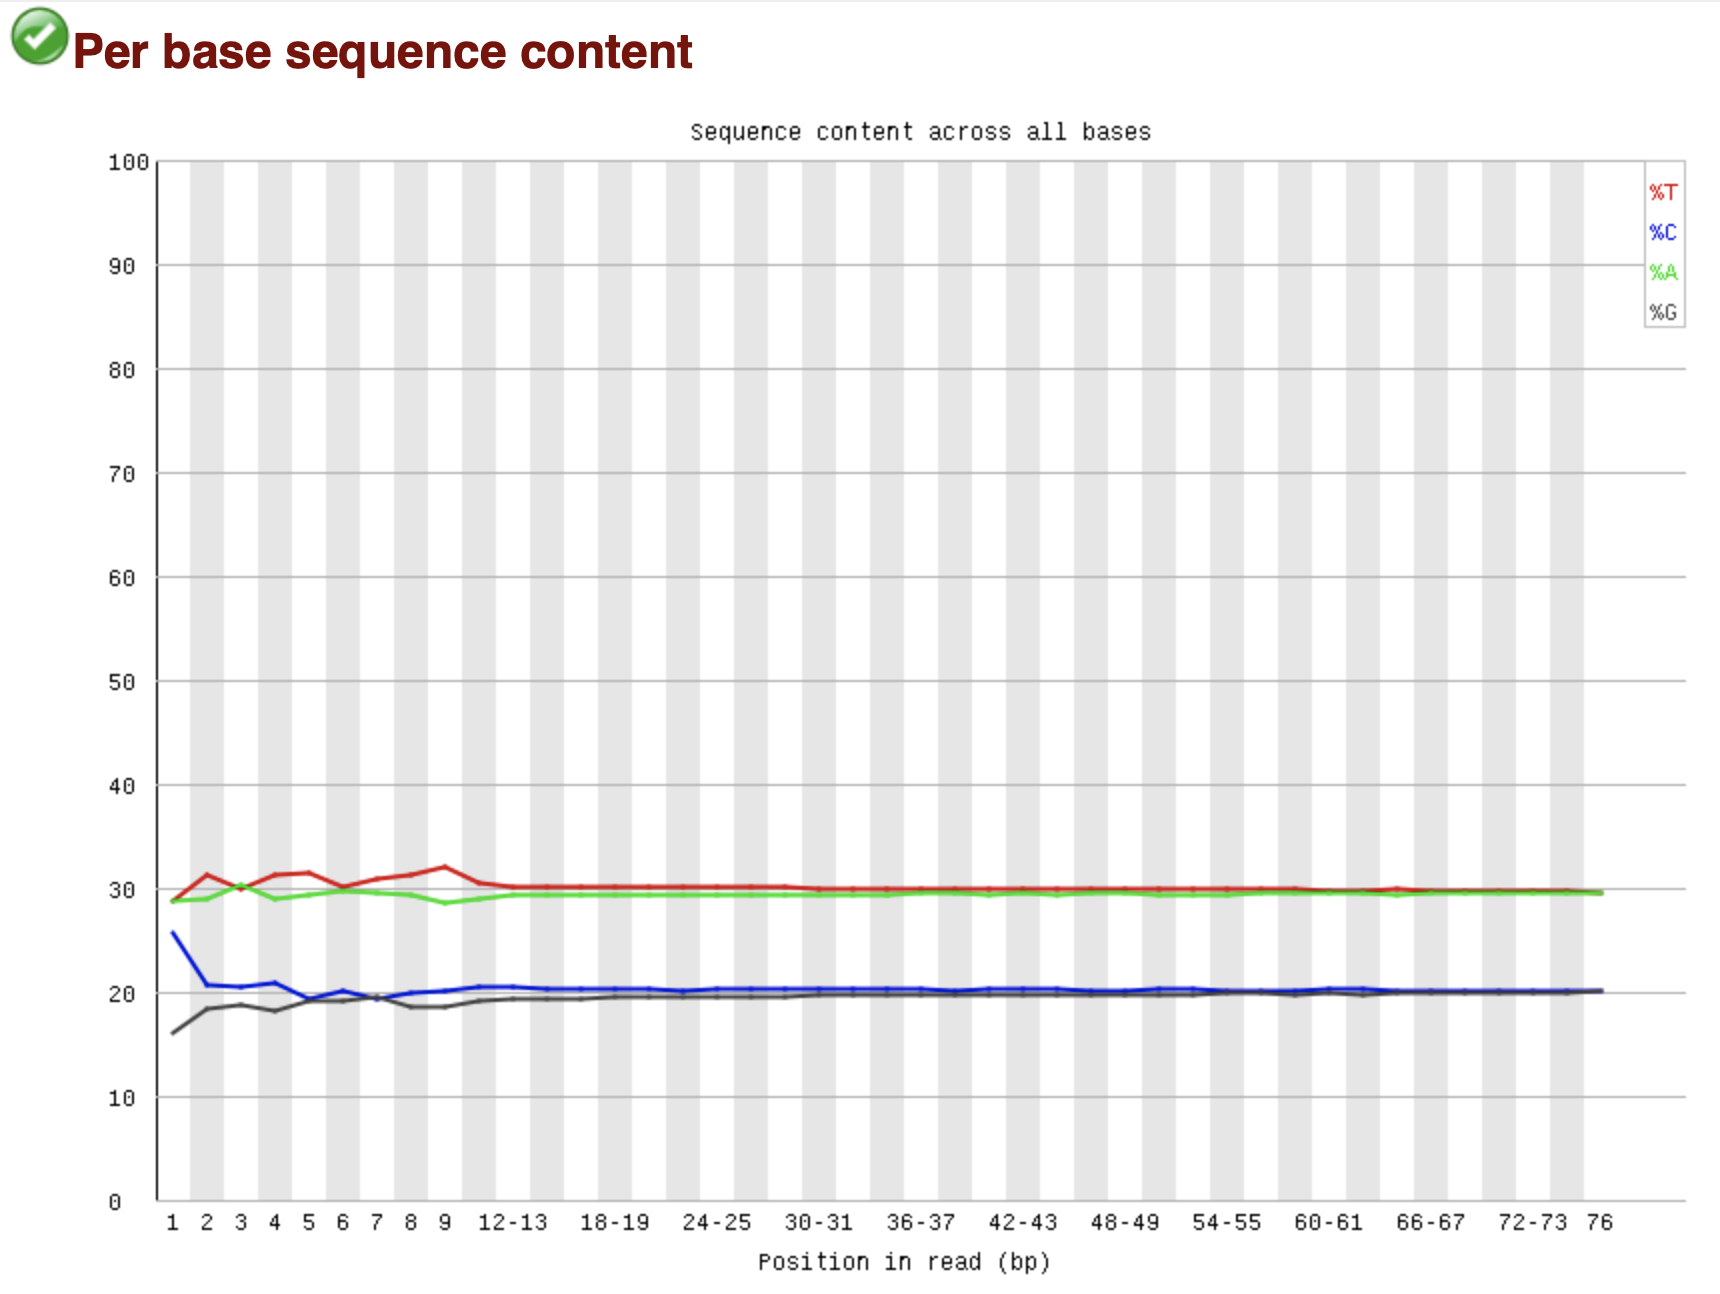 Per base sequence content
Sequence content across all bases
100
90
80
70
60
50
40
30
20
10
0
%T
%C
%A
%G
1 2 3 4 5 6 7 8 9 12-13 18-19 24-25 30-31 36-37 42-43 48-49 54-55 60-61 66-67 72-73 76
Position in read (bp)